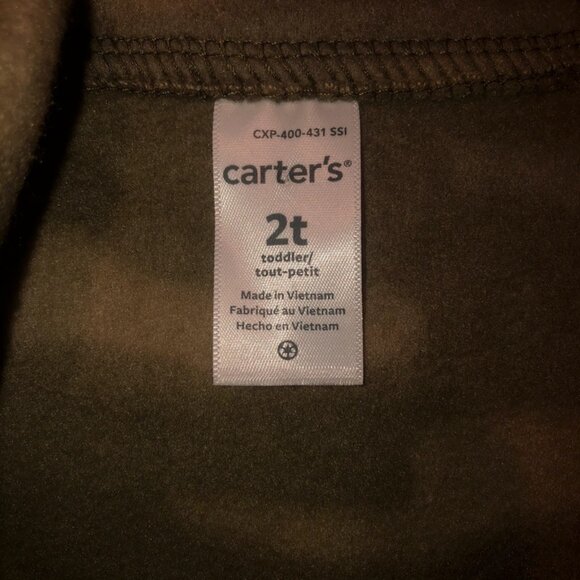 CXP-400-431 SSI
carter's®
2t
toddler/
tout-petit
Made in Vietnam
Fabriqué au Vietnam
Hecho en Vietnam